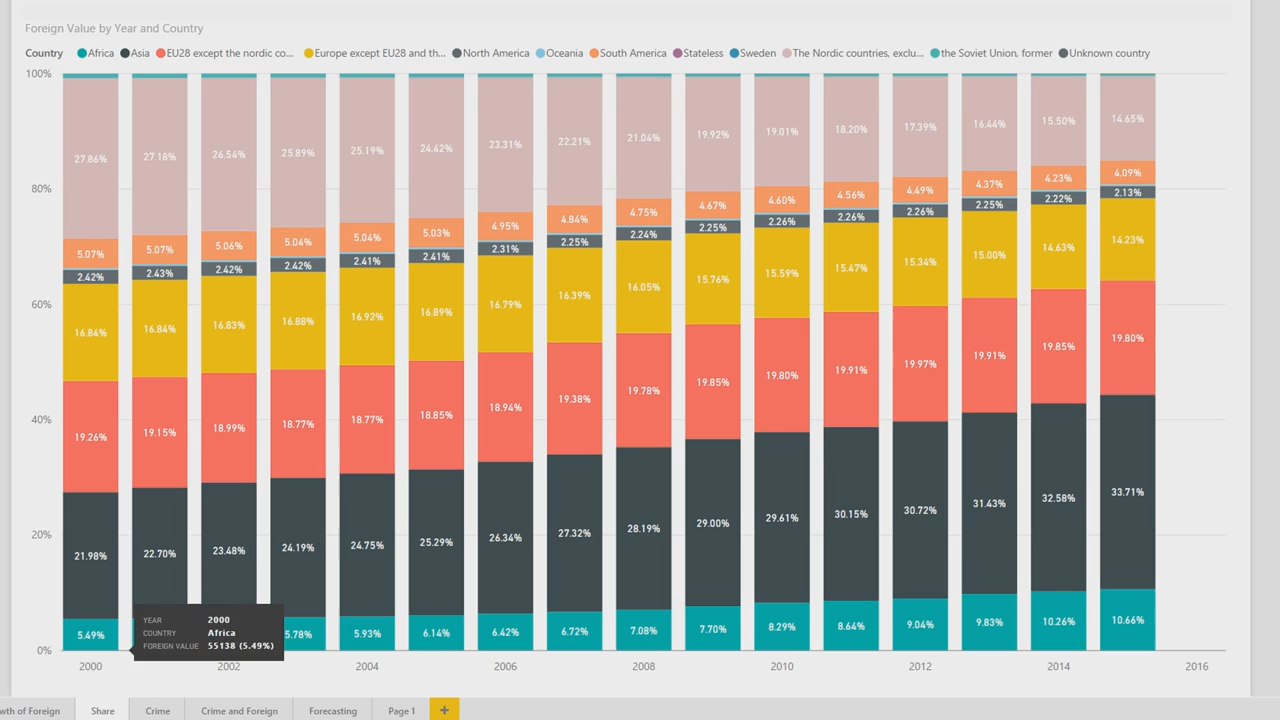 Foreign Value by Year and Country
Country Africa Asia EU28 except the nordic co... Europe except EU28 and th... North America Oceania South America Stateless Sweden The Nordic countries, exclu... the Soviet Union, former Unknown country
100%
27.86% 27.18% 26.54% 25.89% 25.19% 24.42% 23.31% 22.21% 21.04% 19.92% 19.01% 18.20% 17.39% 16.44% 15.50% 14.65%
80%
5.07% 5.07% 5.06% 5.04% 5.04% 5.03% 4.95% 4.84% 4.75% 4.67% 4.60% 4.56% 4.49% 4.37% 4.23% 4.09%
2.42% 2.43% 2.42% 2.42% 2.41% 2.41% 2.31% 2.25% 2.24% 2.25% 2.26% 2.26% 2.26% 2.25% 2.22% 2.13%
60%
16.84% 16.84% 16.83% 16.88% 16.92% 16.89% 16.79% 16.39% 16.05% 15.76% 15.59% 15.47% 15.34% 15.00% 14.63% 14.23%
40%
19.26% 19.15% 18.99% 18.77% 18.77% 18.85% 18.94% 19.38% 19.78% 19.85% 19.80% 19.91% 19.97% 19.91% 19.85% 19.80%
20%
21.98% 22.70% 23.48% 24.19% 24.75% 25.29% 26.34% 27.32% 28.19% 29.00% 29.61% 30.15% 30.72% 31.43% 32.58% 33.71%
5.49% 5.78% 5.93% 6.14% 6.42% 6.72% 7.08% 7.70% 8.29% 8.64% 9.04% 9.83% 10.26% 10.66%
YEAR 2000
COUNTRY Africa
FOREIGN VALUE 55138 (5.49%)
0%
2000 2002 2004 2006 2008 2010 2012 2014 2016
wth of Foreign Share Crime Crime and Foreign Forecasting Page 1 +